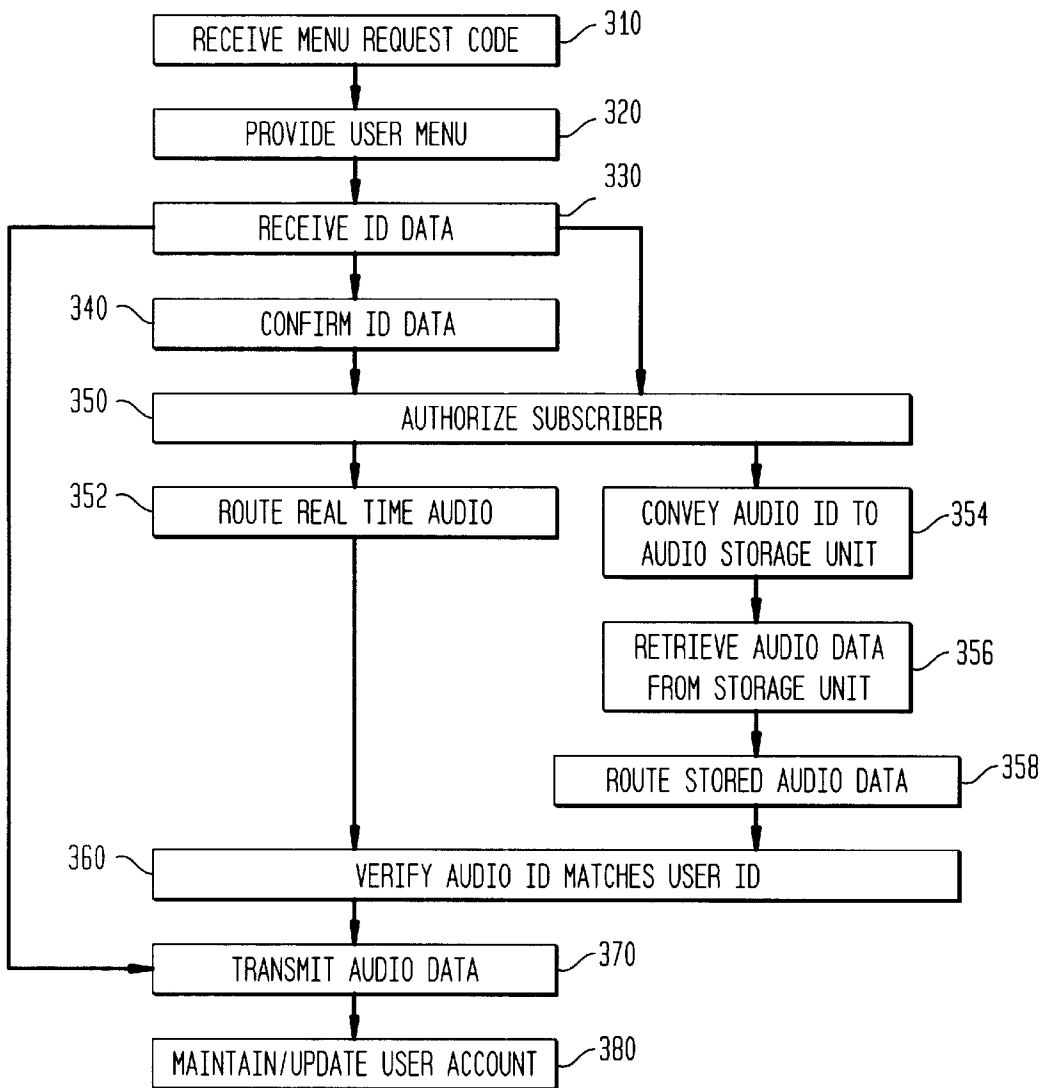 RECEIVE MENU REQUEST CODE
310
PROVIDE USER MENU
320
330
RECEIVE ID DATA
340
CONFIRM ID DATA
350
AUTHORIZE SUBSCRIBER
352
ROUTE REAL TIME AUDIO
CONVEY AUDIO ID TO
AUDIO STORAGE UNIT
354
RETRIEVE AUDIO DATA
FROM STORAGE UNIT
356
ROUTE STORED AUDIO DATA
358
360
VERIFY AUDIO ID MATCHES USER ID
TRANSMIT AUDIO DATA
370
MAINTAIN/UPDATE USER ACCOUNT
380